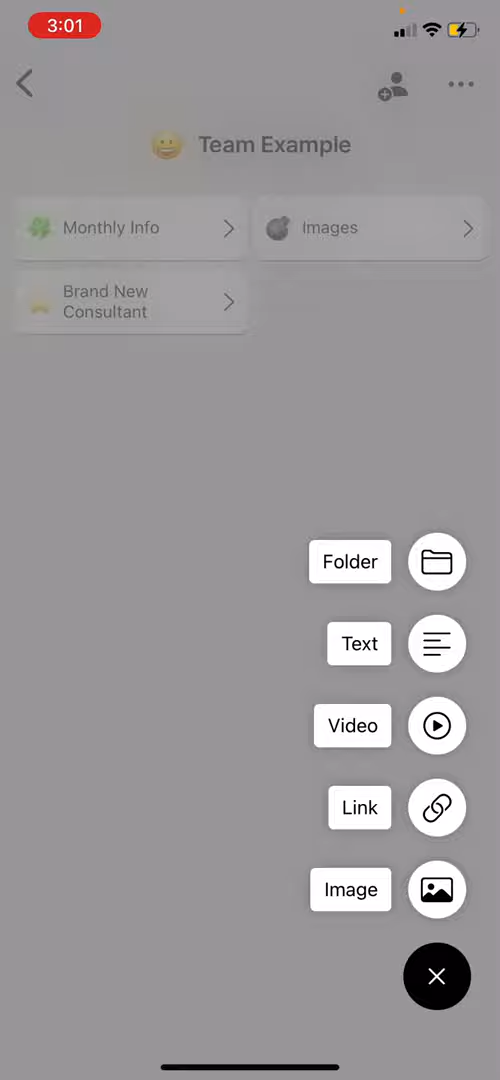 3:01
😀 Team Example
Monthly Info
Images
Brand New
Consultant
Folder
Text
Video
Link
Image